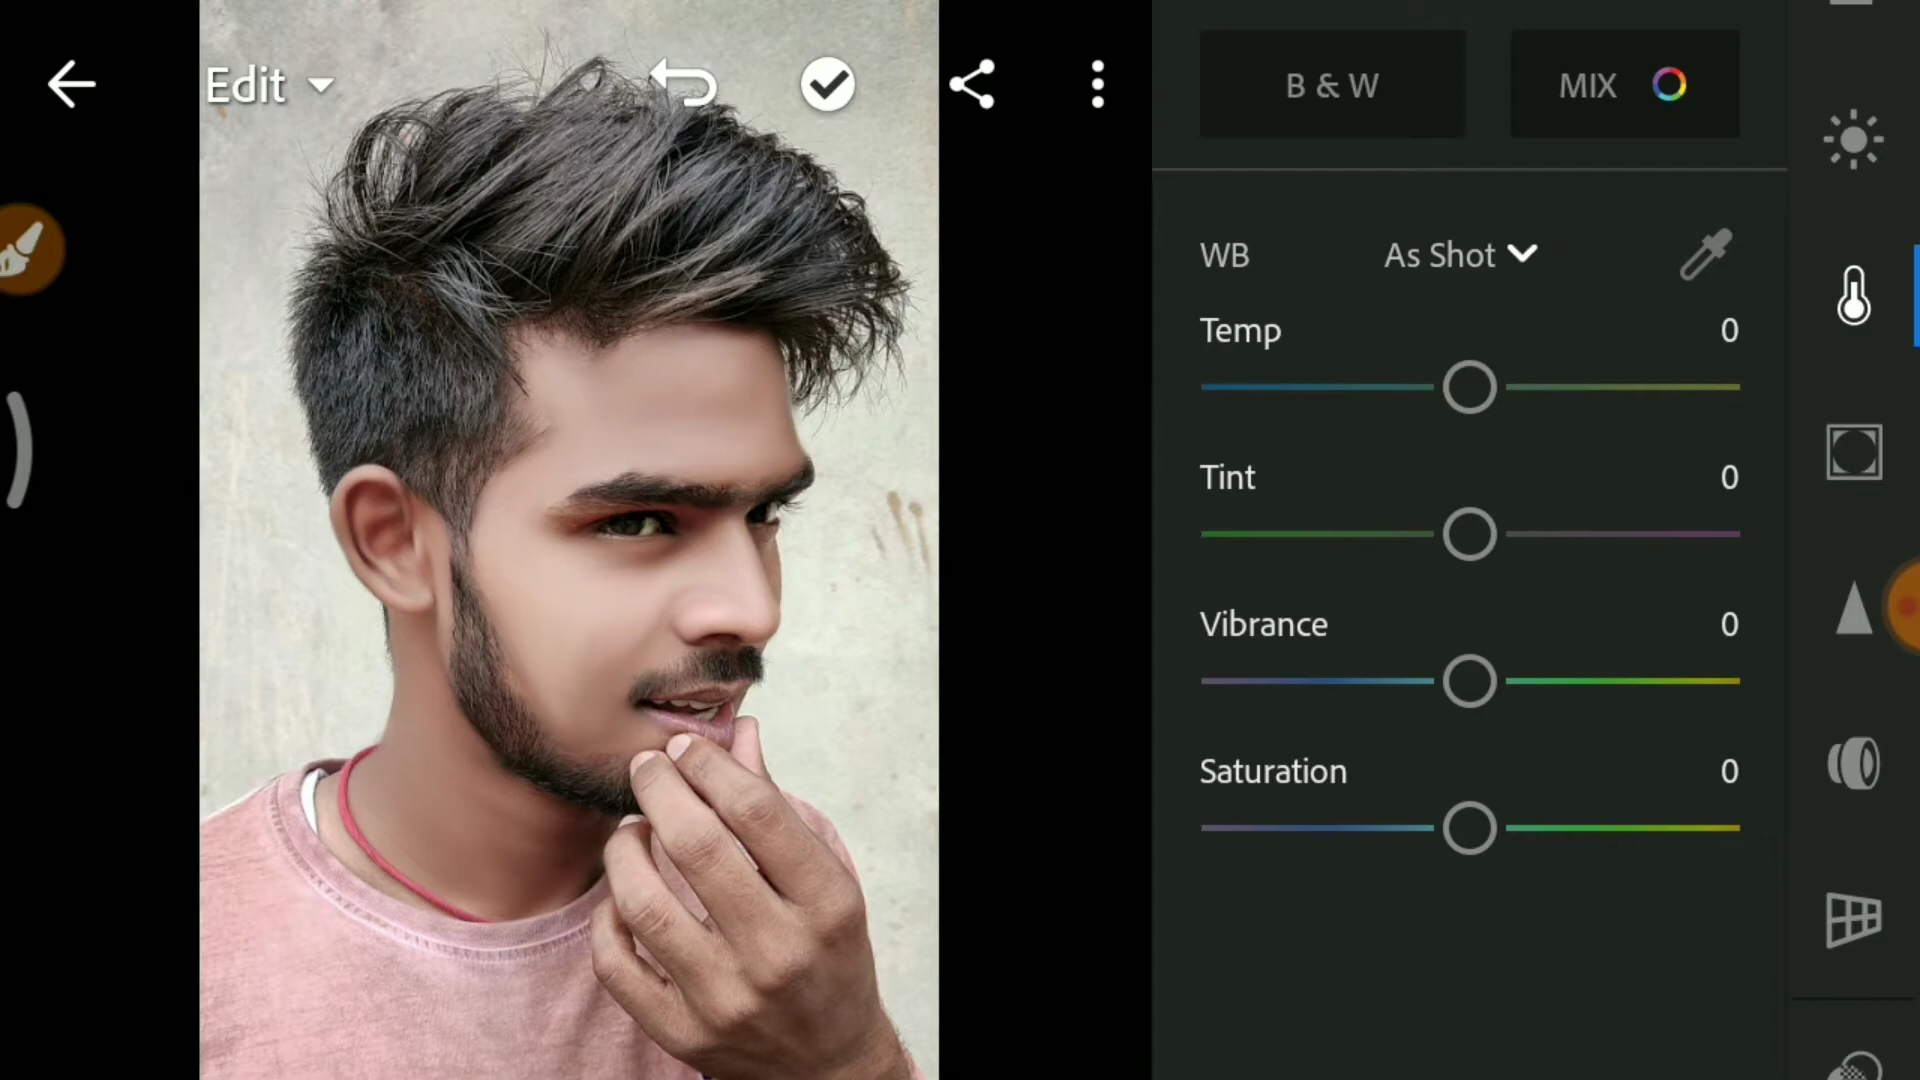 Edit
B & W
MIX
WB
As Shot
Temp
0
Tint
0
Vibrance
0
Saturation
0